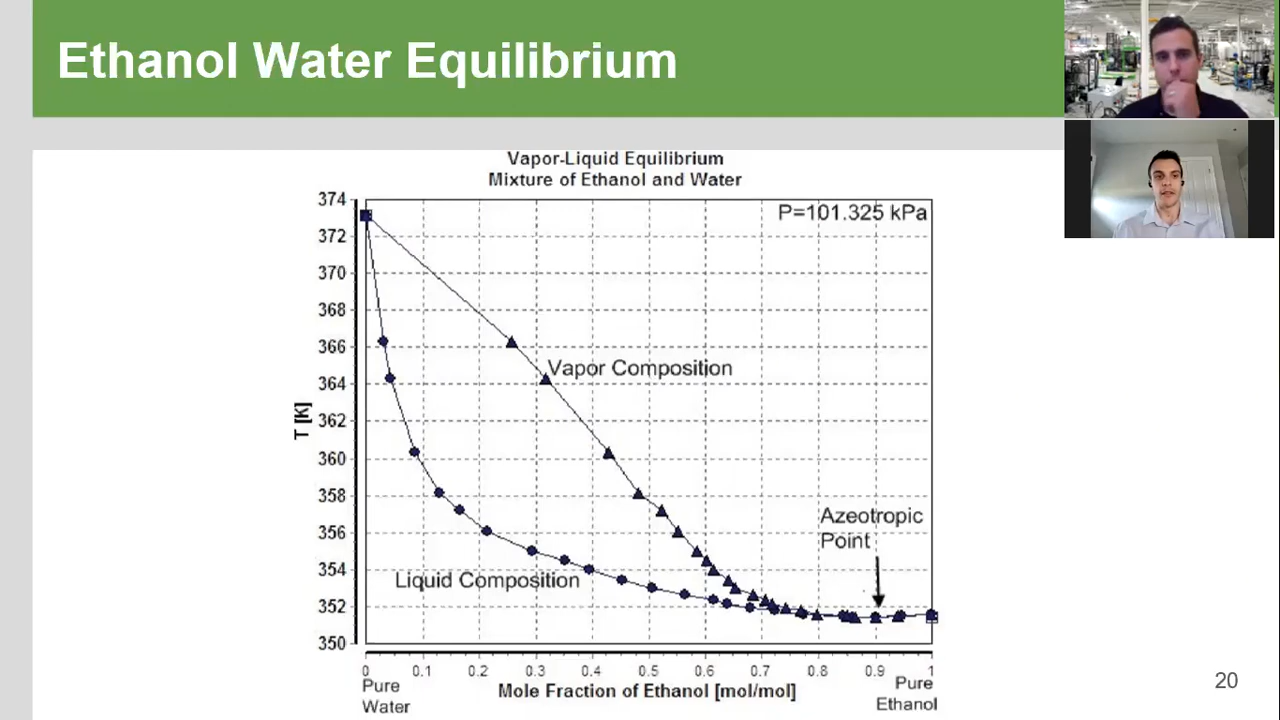 Ethanol Water Equilibrium
Vapor-Liquid Equilibrium
Mixture of Ethanol and Water
P=101.325 kPa
374
372
370
368
366
364
362
360
358
356
354
352
350
T [K]
Vapor Composition
Liquid Composition
Azeotropic
Point
0 0.1 0.2 0.3 0.4 0.5 0.6 0.7 0.8 0.9 1
Pure
Water
Mole Fraction of Ethanol [mol/mol]
Pure
Ethanol
20